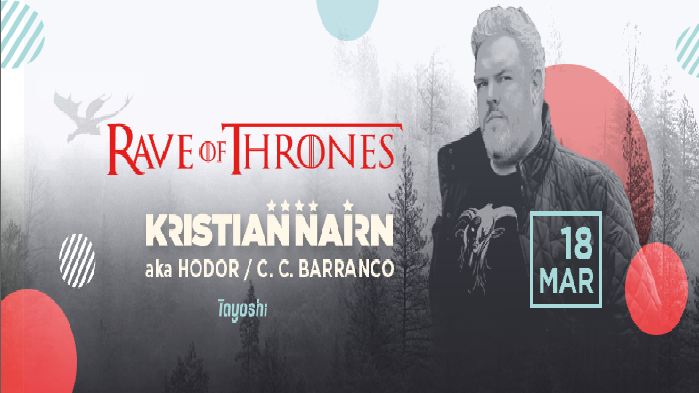 RAVE OF THRONES
KRISTIAN NAIRN
aka HODOR / C. C. BARRANCO
Tayoshi
18
MAR